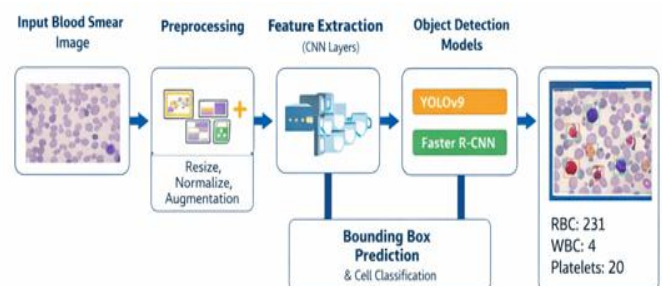 Input Blood Smear
Image
Preprocessing
Resize,
Normalize,
Augmentation
Feature Extraction
(CNN Layers)
Object Detection
Models
YOLOv9
Faster R-CNN
Bounding Box
Prediction
& Cell Classification
RBC: 231
WBC: 4
Platelets: 20